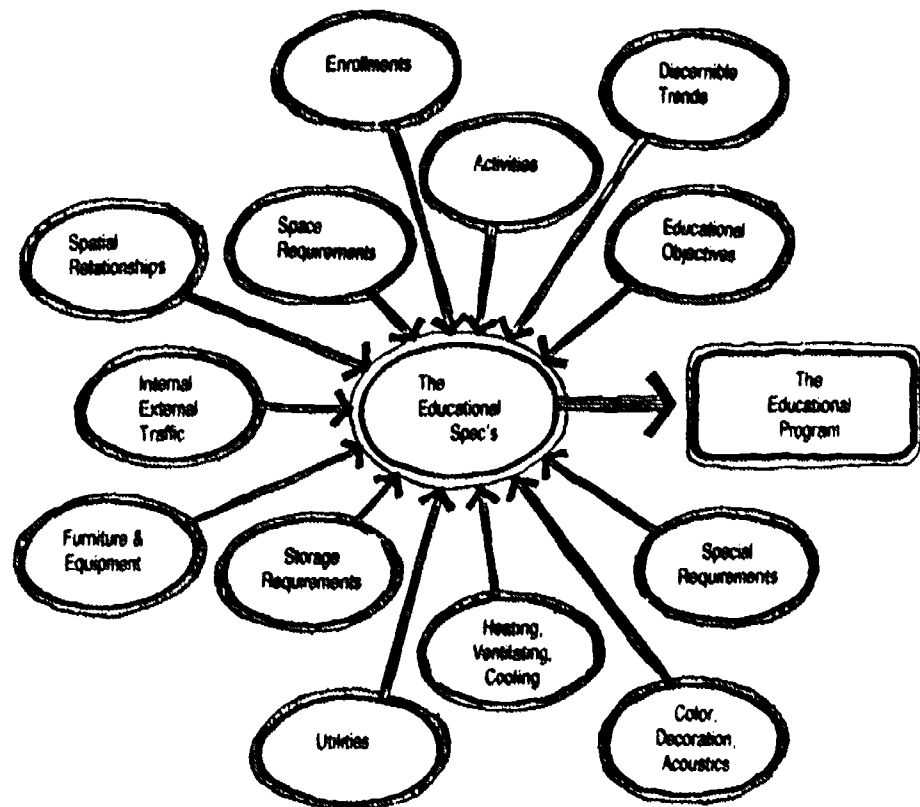 Enrollments
Discernible
Trends
Activities
Spatial
Relationships
Space
Requirements
Educational
Objectives
Internal
External
Traffic
The
Educational
Spec's
The
Educational
Program
Furniture &
Equipment
Storage
Requirements
Special
Requirements
Heating,
Ventilating,
Cooling
Utilities
Color,
Decoration,
Acoustics